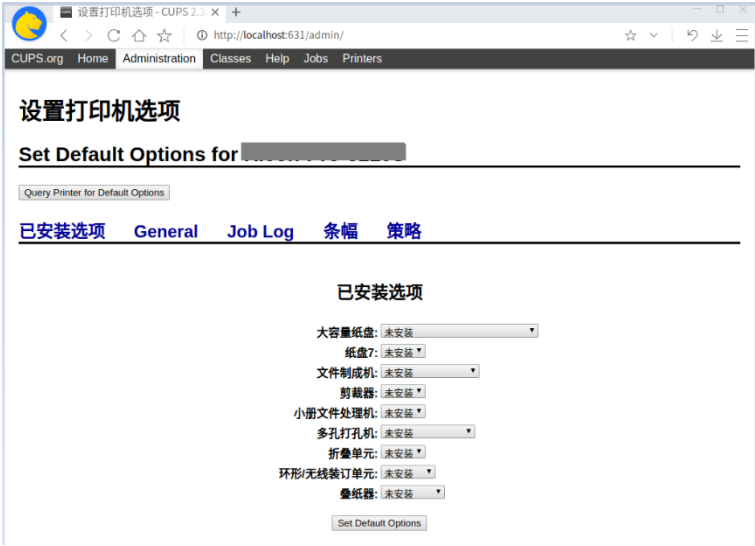 设置打印机选项 - CUPS 2.3
http://localhost:631/admin/
CUPS.org Home Administration Classes Help Jobs Printers
设置打印机选项
Set Default Options for
Query Printer for Default Options
已安装选项 General Job Log 条幅 策略
已安装选项
大容量纸盘: 未安装
纸盘7: 未安装
文件制成机: 未安装
剪裁器: 未安装
小册文件处理机: 未安装
多孔打孔机: 未安装
折叠单元: 未安装
环形/无线装订单元: 未安装
叠纸器: 未安装
Set Default Options